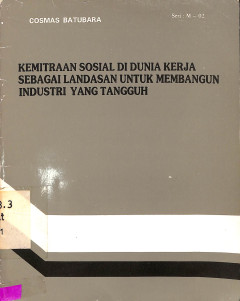 COSMAS BATUBARA
KEMITRAAN SOSIAL DI DUNIA KERJA
SEBAGAI LANDASAN UNTUK MEMBANGUN
INDUSTRI YANG TANGGUH